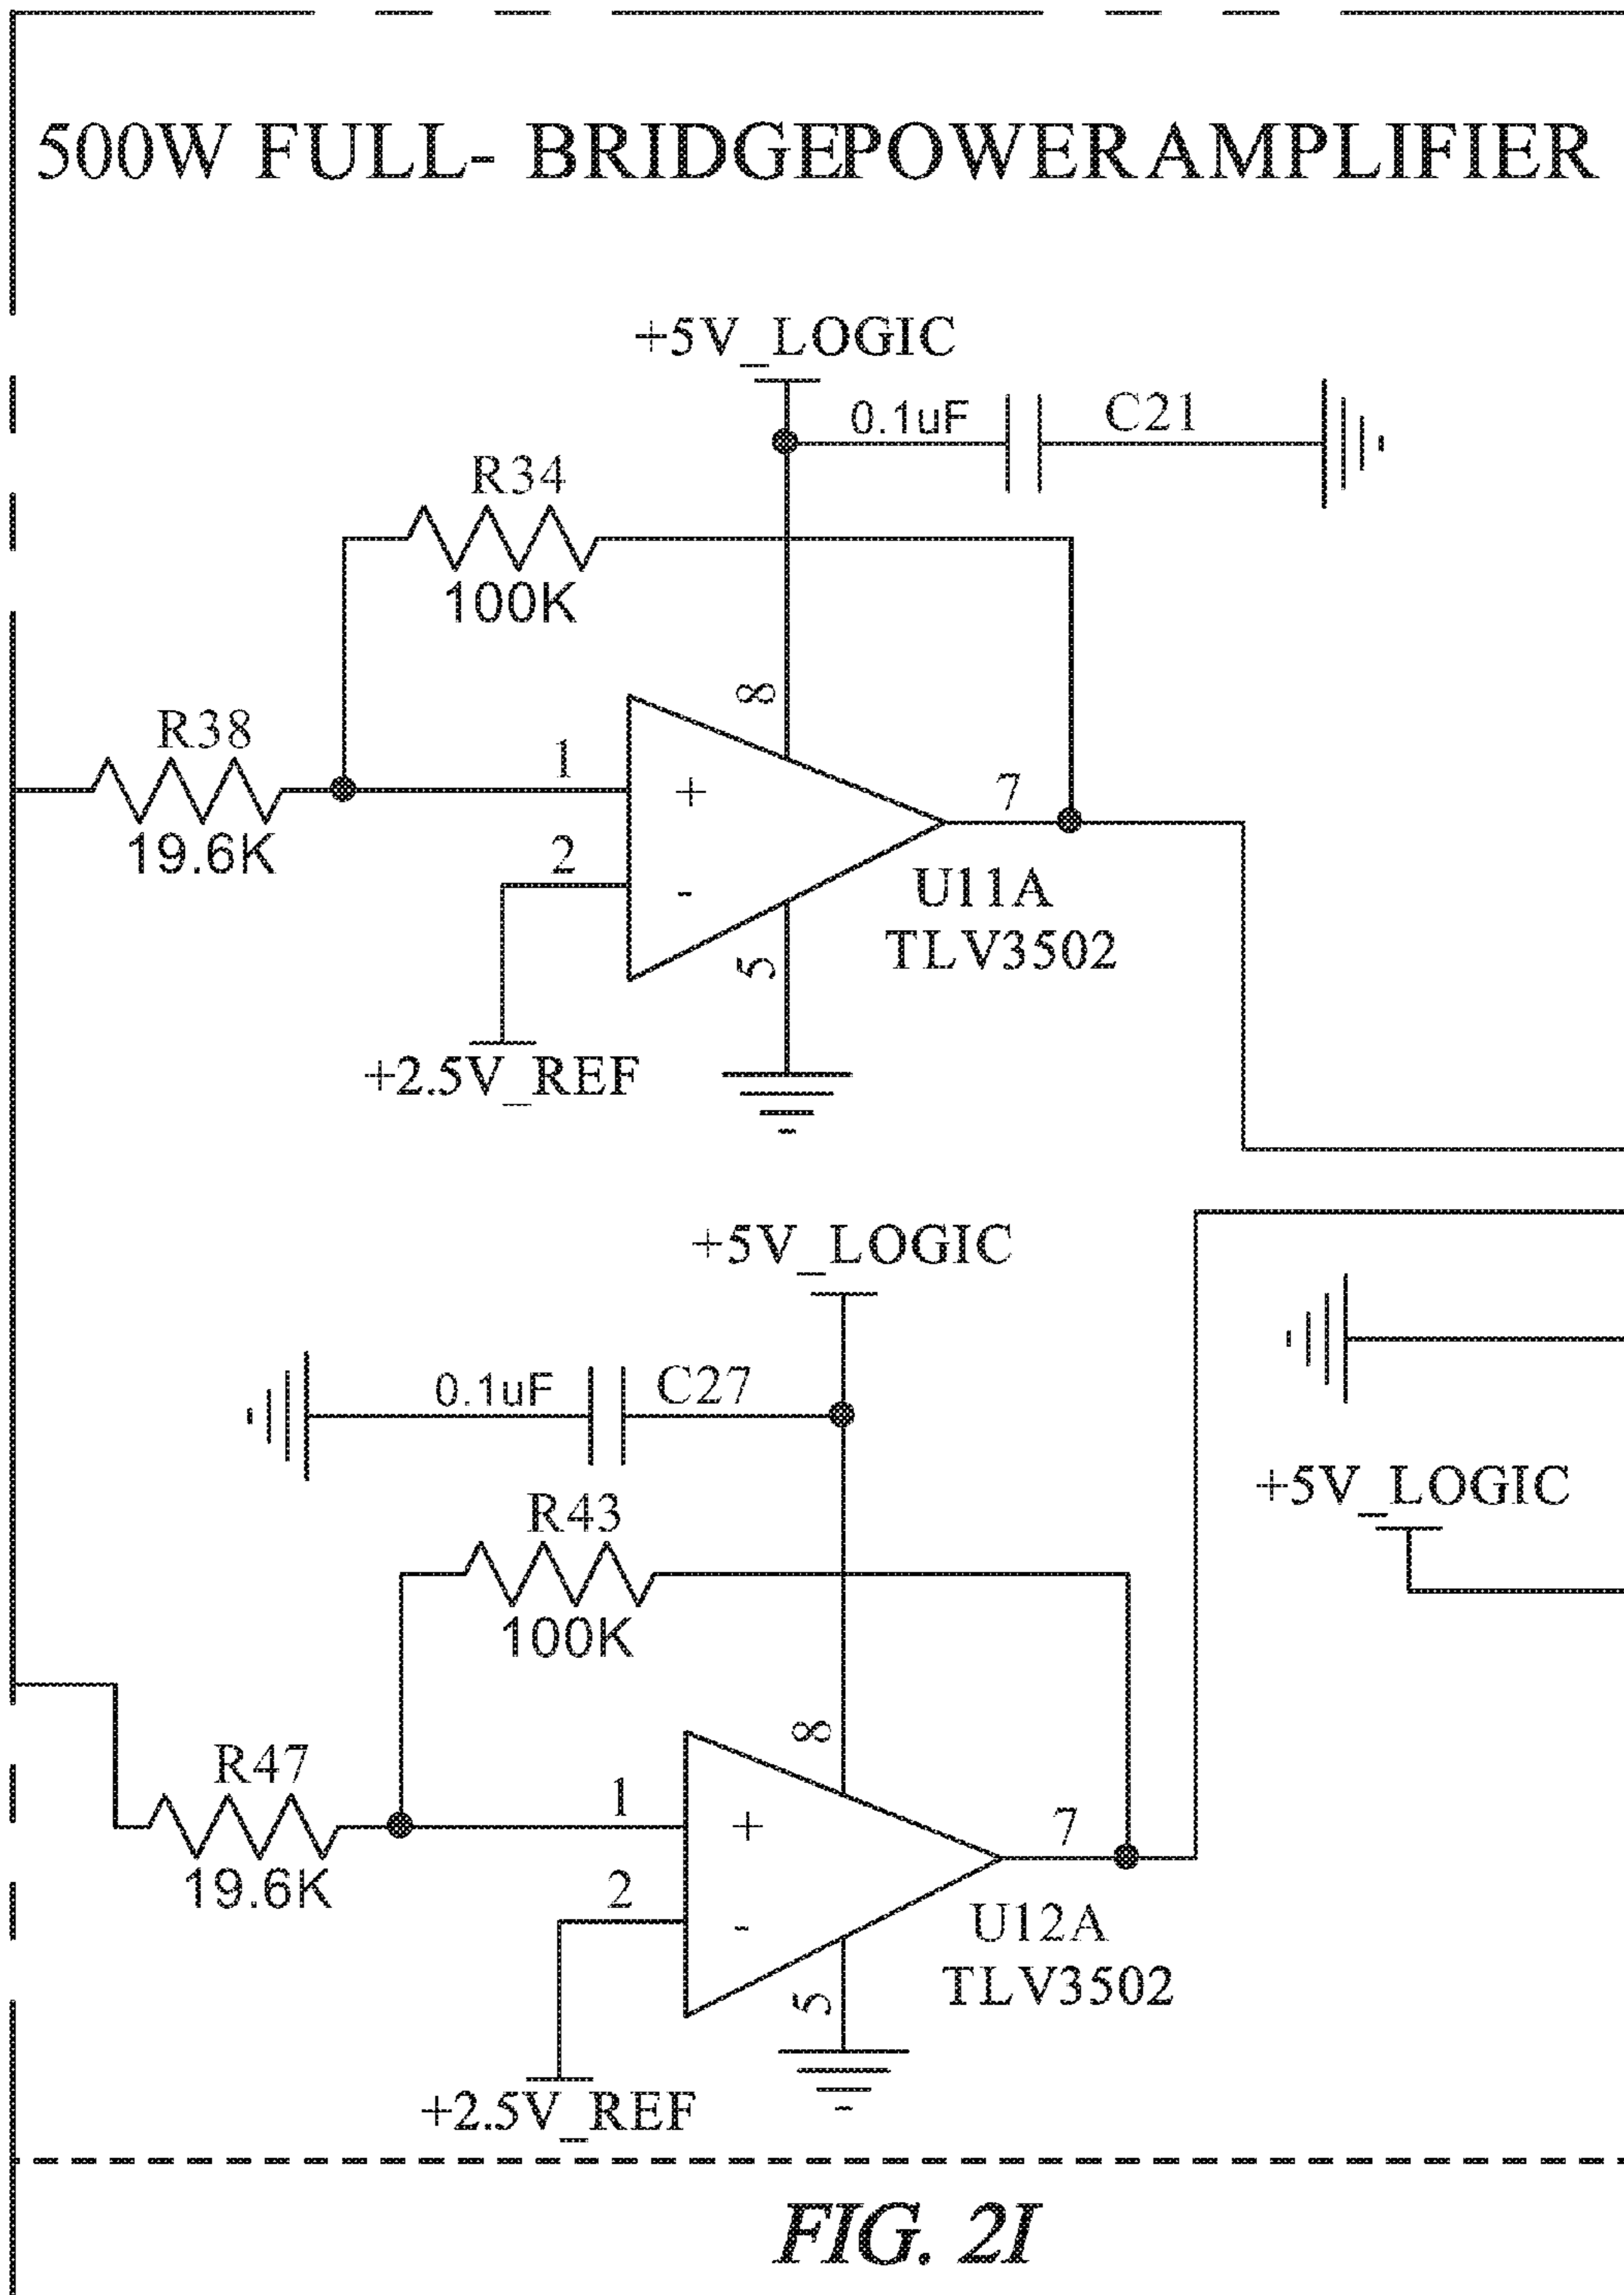 500W FULL- BRIDGEPOWERAMPLIFIER
+5V_LOGIC
0.1uF
C21
R34
100K
8
R38
19.6K
1
+
7
2
-
U11A
TLV3502
5
+2.5V_REF
+5V_LOGIC
0.1uF
C27
+5V_LOGIC
R43
100K
8
R47
19.6K
1
+
7
2
-
U12A
TLV3502
5
+2.5V_REF
FIG. 2I